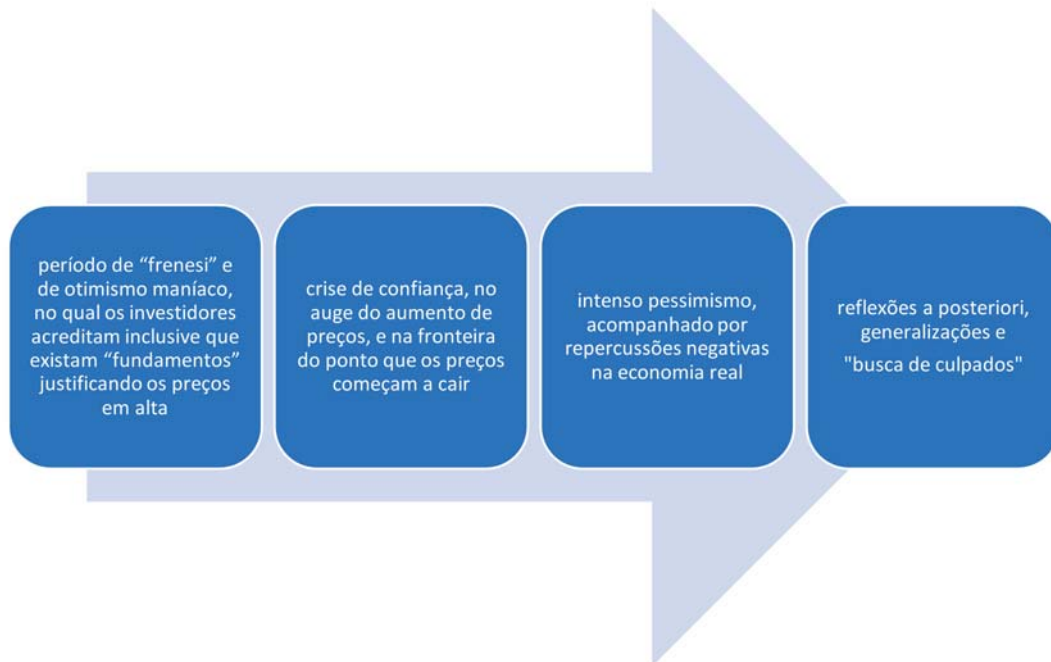 período de “frenesi” e
de otimismo maníaco,
no qual os investidores
acreditam inclusive que
existam “fundamentos”
justificando os preços
em alta
crise de confiança, no
auge do aumento de
preços, e na fronteira
do ponto que os preços
começam a cair
intenso pessimismo,
acompanhado por
repercussões negativas
na economia real
reflexões a posteriori,
generalizações e
"busca de culpados"